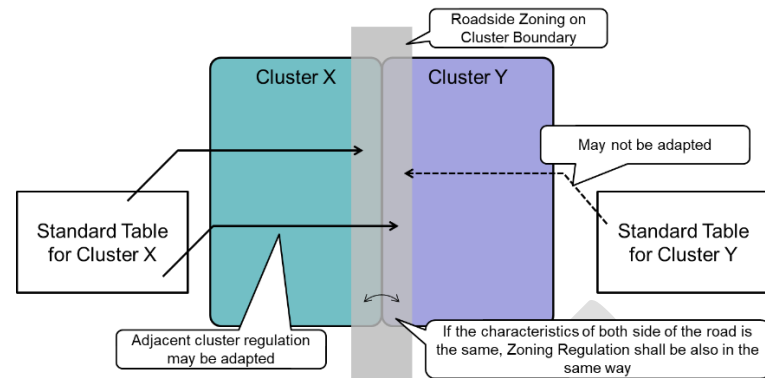 Roadside Zoning on
Cluster Boundary
Cluster X
Cluster Y
May not be adapted
Standard Table
for Cluster X
Standard Table
for Cluster Y
Adjacent cluster regulation
may be adapted
If the characteristics of both side of the road is
the same, Zoning Regulation shall be also in the
same way